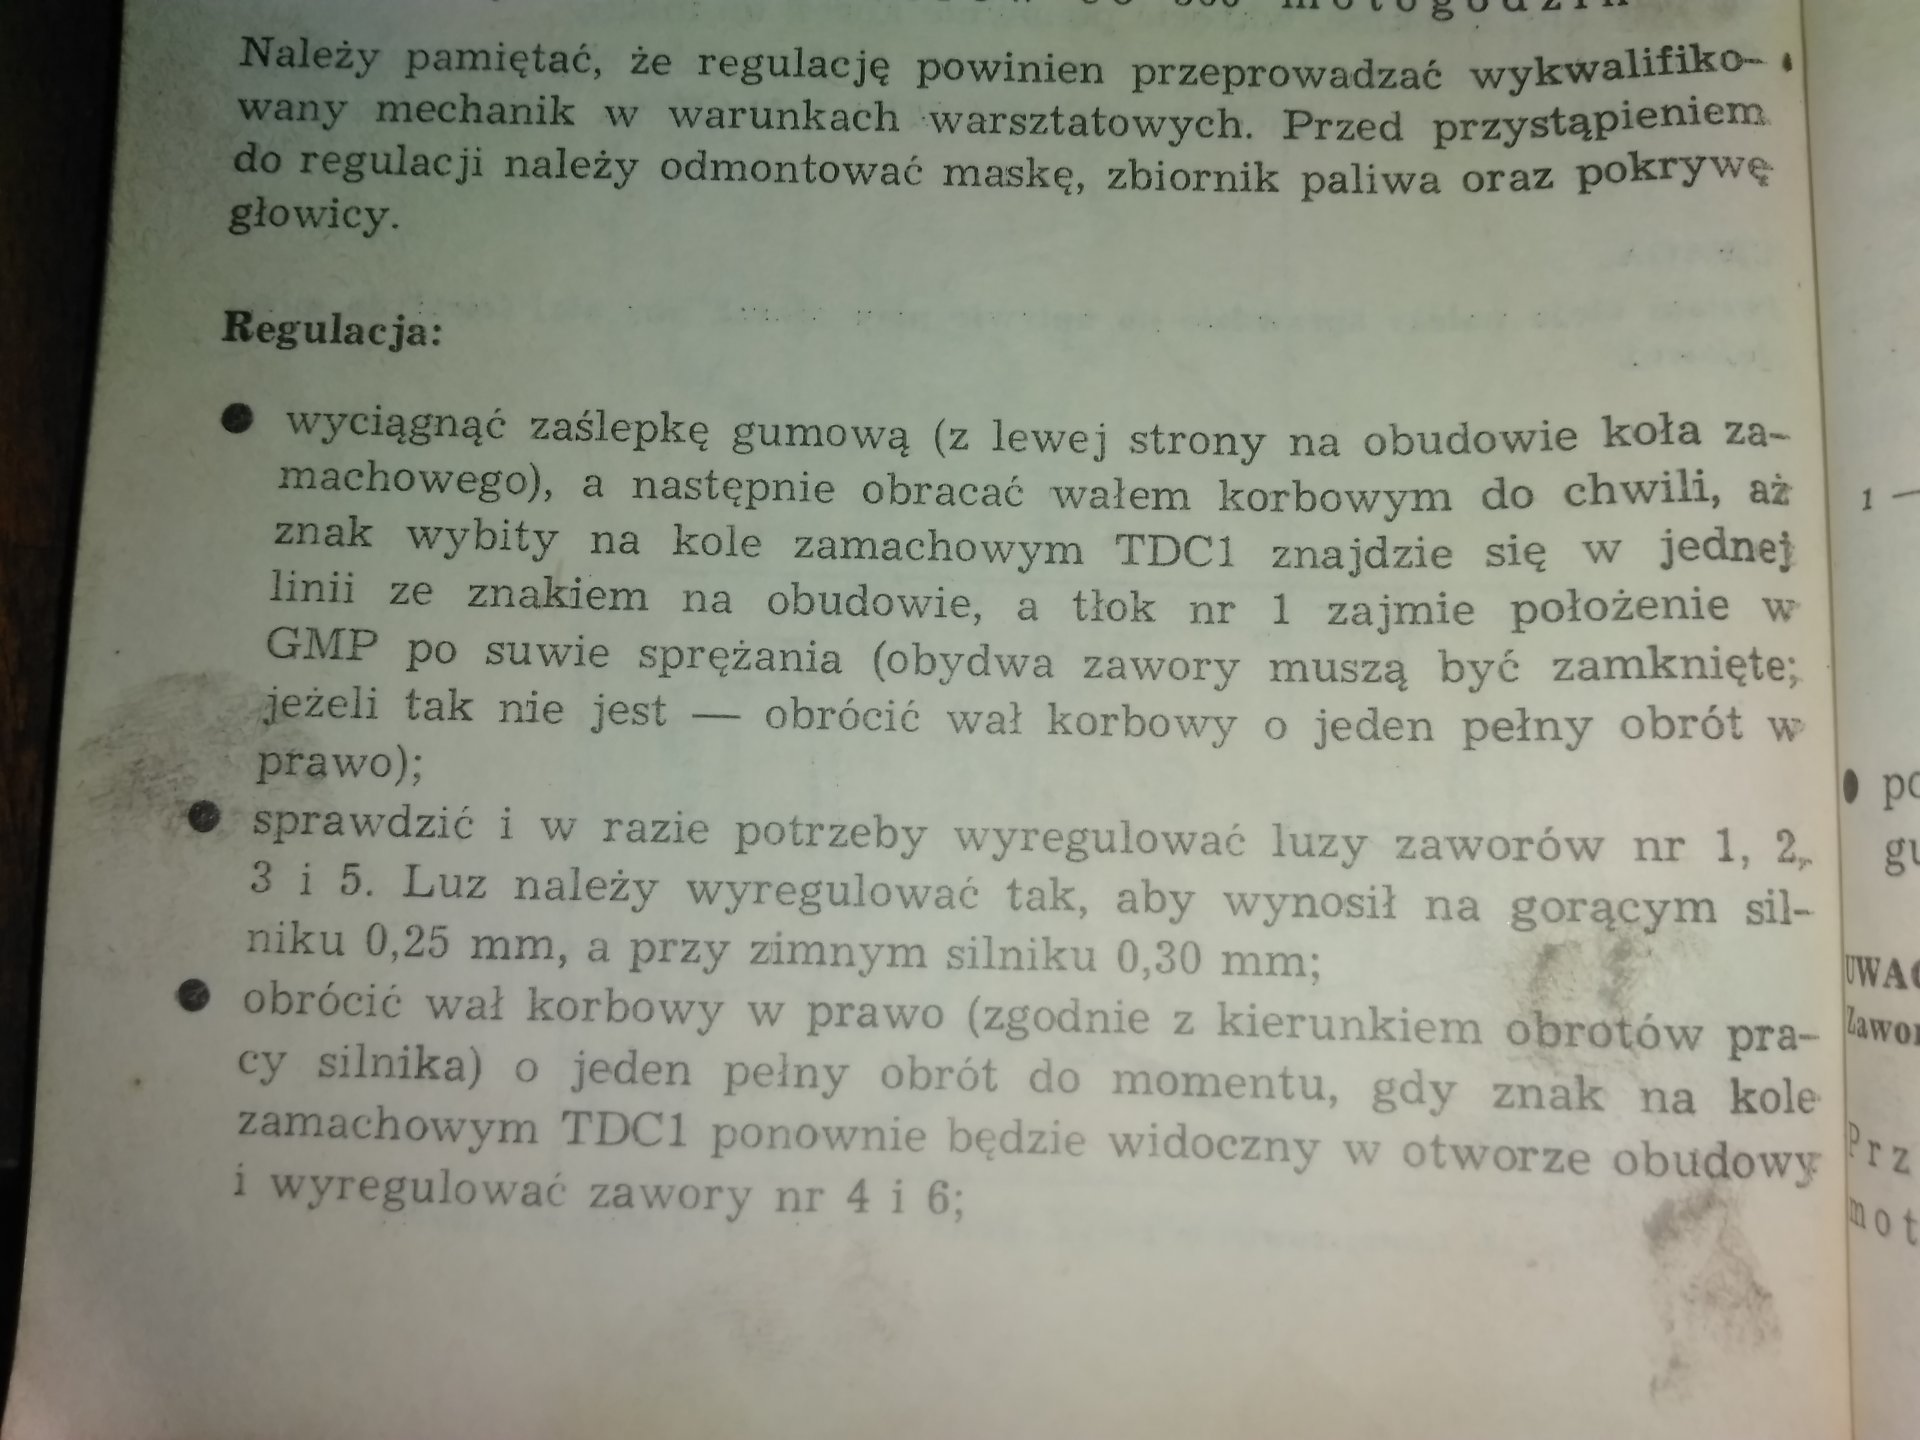 Należy pamiętać, że regulację powinien przeprowadzać wykwalifiko-
wany mechanik w warunkach warsztatowych. Przed przystąpieniem
do regulacji należy odmontować maskę, zbiornik paliwa oraz pokrywę
głowicy.
Regulacja:
● wyciągnąć zaślepkę gumową (z lewej strony na obudowie koła za-
machowego), a następnie obracać wałem korbowym do chwili, aż
znak wybity na kole zamachowym TDC1 znajdzie się w jednej
linii ze znakiem na obudowie, a tłok nr 1 zajmie położenie w
GMP po suwie sprężania (obydwa zawory muszą być zamknięte;
jeżeli tak nie jest — obrócić wał korbowy o jeden pełny obrót w
prawo);
● sprawdzić i w razie potrzeby wyregulować luzy zaworów nr 1, 2,
3 i 5. Luz należy wyregulować tak, aby wynosił na gorącym sil-
niku 0,25 mm, a przy zimnym silniku 0,30 mm;
● obrócić wał korbowy w prawo (zgodnie z kierunkiem obrotów pra-
cy silnika) o jeden pełny obrót do momentu, gdy znak na kole
zamachowym TDC1 ponownie będzie widoczny w otworze obudowy
i wyregulować zawory nr 4 i 6;
1 —